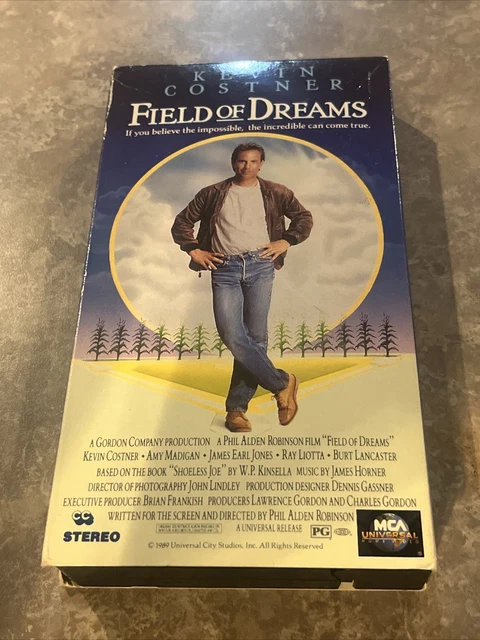 KEVIN
COSTNER
FIELD OF DREAMS
If you believe the impossible, the incredible can come true.
A GORDON COMPANY PRODUCTION A PHIL ALDEN ROBINSON FILM "FIELD OF DREAMS"
KEVIN COSTNER • AMY MADIGAN • JAMES EARL JONES • RAY LIOTTA • BURT LANCASTER
BASED ON THE BOOK "SHOELESS JOE" BY W.P. KINSELLA MUSIC BY JAMES HORNER
DIRECTOR OF PHOTOGRAPHY JOHN LINDLEY PRODUCTION DESIGNER DENNIS GASSNER
EXECUTIVE PRODUCER BRIAN FRANKISH PRODUCERS LAWRENCE GORDON AND CHARLES GORDON
WRITTEN FOR THE SCREEN AND DIRECTED BY PHIL ALDEN ROBINSON
CC
STEREO
A UNIVERSAL RELEASE
PG
MCA
UNIVERSAL
© 1989 Universal City Studios, Inc. All Rights Reserved